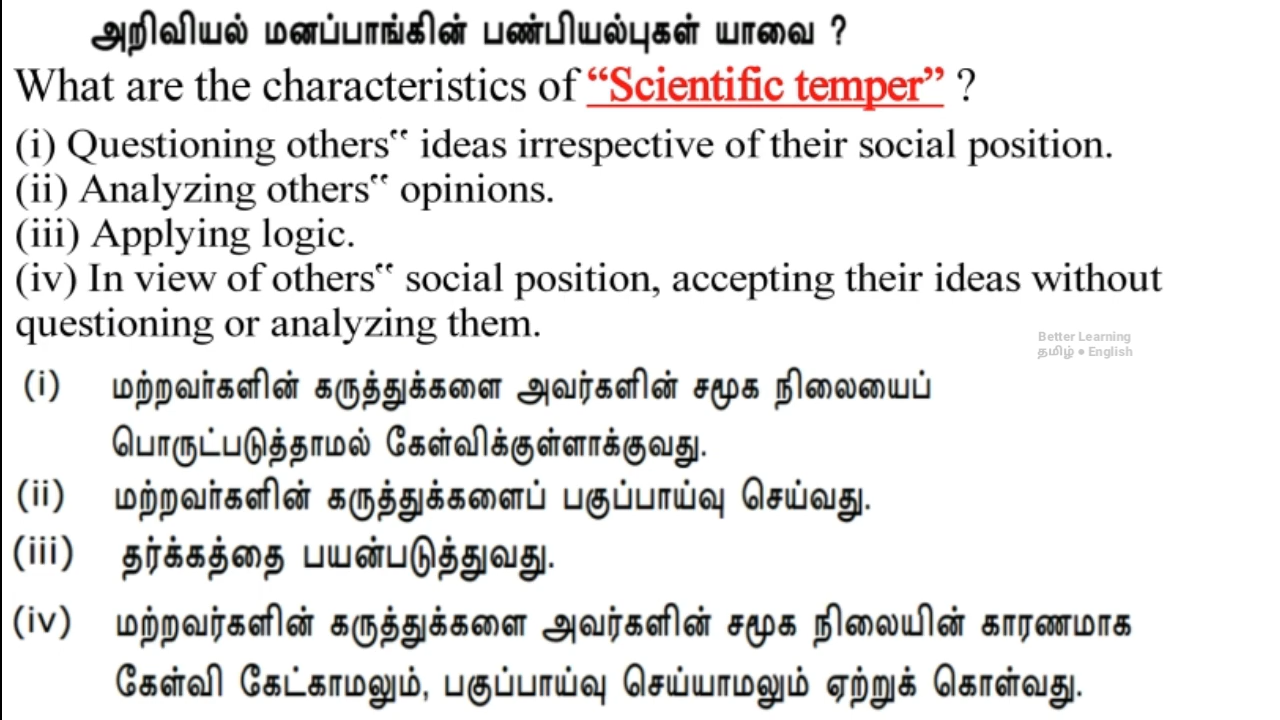 அறிவியல் மனப்பாங்கின் பண்பியல்புகள் யாவை ?
What are the characteristics of “Scientific temper” ?
(i) Questioning others‟ ideas irrespective of their social position.
(ii) Analyzing others‟ opinions.
(iii) Applying logic.
(iv) In view of others‟ social position, accepting their ideas without
questioning or analyzing them.
Better Learning
தமிழ் ● English
(i) மற்றவர்களின் கருத்துக்களை அவர்களின் சமூக நிலையைப்
பொருட்படுத்தாமல் கேள்விக்குள்ளாக்குவது.
(ii) மற்றவர்களின் கருத்துக்களைப் பகுப்பாய்வு செய்வது.
(iii) தர்க்கத்தை பயன்படுத்துவது.
(iv) மற்றவர்களின் கருத்துக்களை அவர்களின் சமூக நிலையின் காரணமாக
கேள்வி கேட்காமலும், பகுப்பாய்வு செய்யாமலும் ஏற்றுக் கொள்வது.